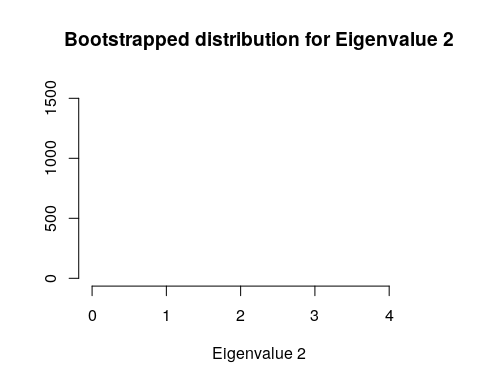 Bootstrapped distribution for Eigenvalue 2
1500
1000
500
0
0 1 2 3 4
Eigenvalue 2